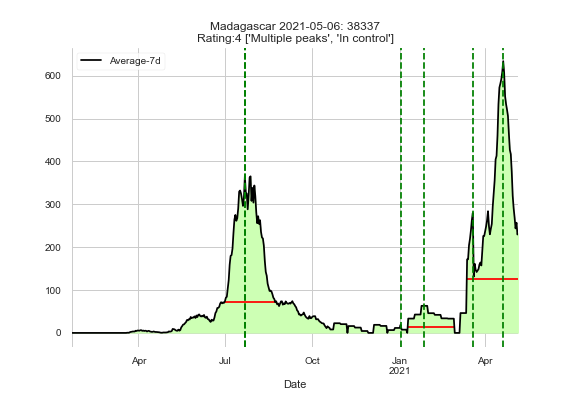 Madagascar 2021-05-06: 38337
Rating:4 ['Multiple peaks', 'In control']
Average-7d
600
500
400
300
200
100
0
Apr
Jul
Oct
Jan
2021
Apr
Date